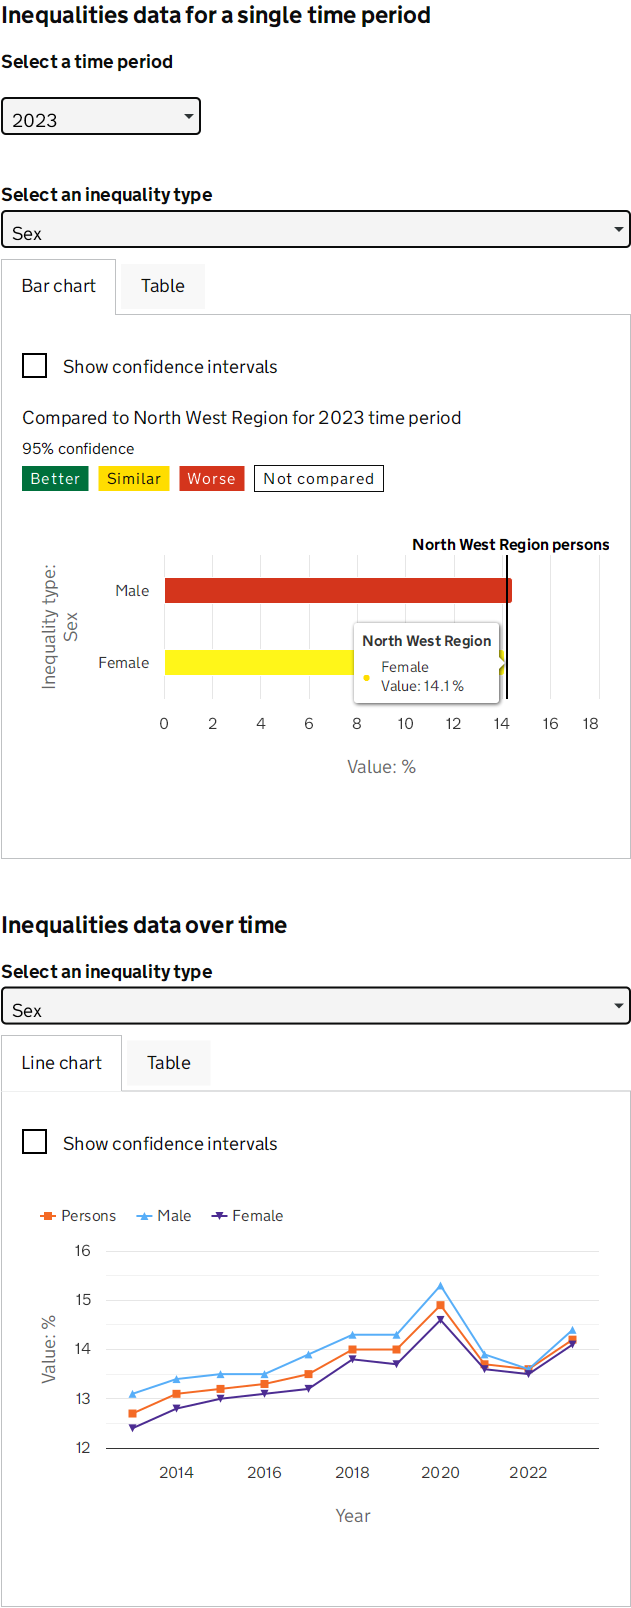 Inequalities data for a single time period
Select a time period
2023
Select an inequality type
Sex
Bar chart
Table
Show confidence intervals
Compared to North West Region for 2023 time period
95% confidence
Better
Similar
Worse
Not compared
North West Region persons
Inequality type:
Sex
Male
Female
North West Region
Female
Value: 14.1 %
0 2 4 6 8 10 12 14 16 18
Value: %
Inequalities data over time
Select an inequality type
Sex
Line chart
Table
Show confidence intervals
Persons Male Female
Value: %
16
15
14
13
12
2014 2016 2018 2020 2022
Year